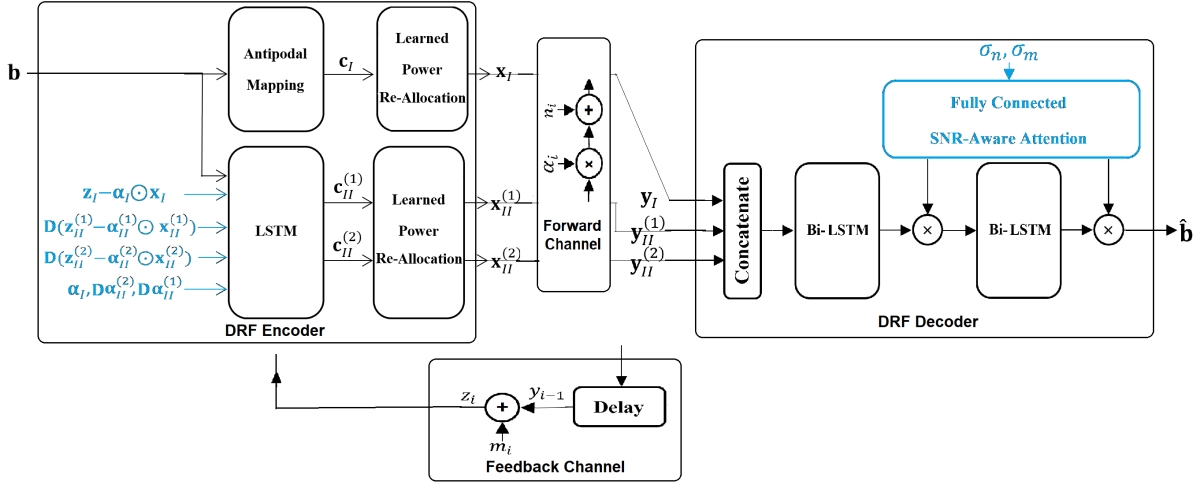 b
Antipodal
Mapping
c_I
Learned
Power
Re-Allocation
x_I
z_I−α_I⊙x_I
D(z_II^(1)−α_II^(1)⊙ x_II^(1))
D(z_II^(2)−α_II^(2)⊙x_II^(2))
α_I,Dα_II^(2),Dα_II^(1)
LSTM
c_II^(1)
c_II^(2)
Learned
Power
Re-Allocation
x_II^(1)
x_II^(2)
DRF Encoder
n_i
+
α_i
×
Forward
Channel
y_I
y_II^(1)
y_II^(2)
σ_n, σ_m
Fully Connected
SNR-Aware Attention
Concatenate
Bi-LSTM
×
Bi-LSTM
×
b̂
DRF Decoder
z_i
+
y_{i−1}
Delay
m_i
Feedback Channel